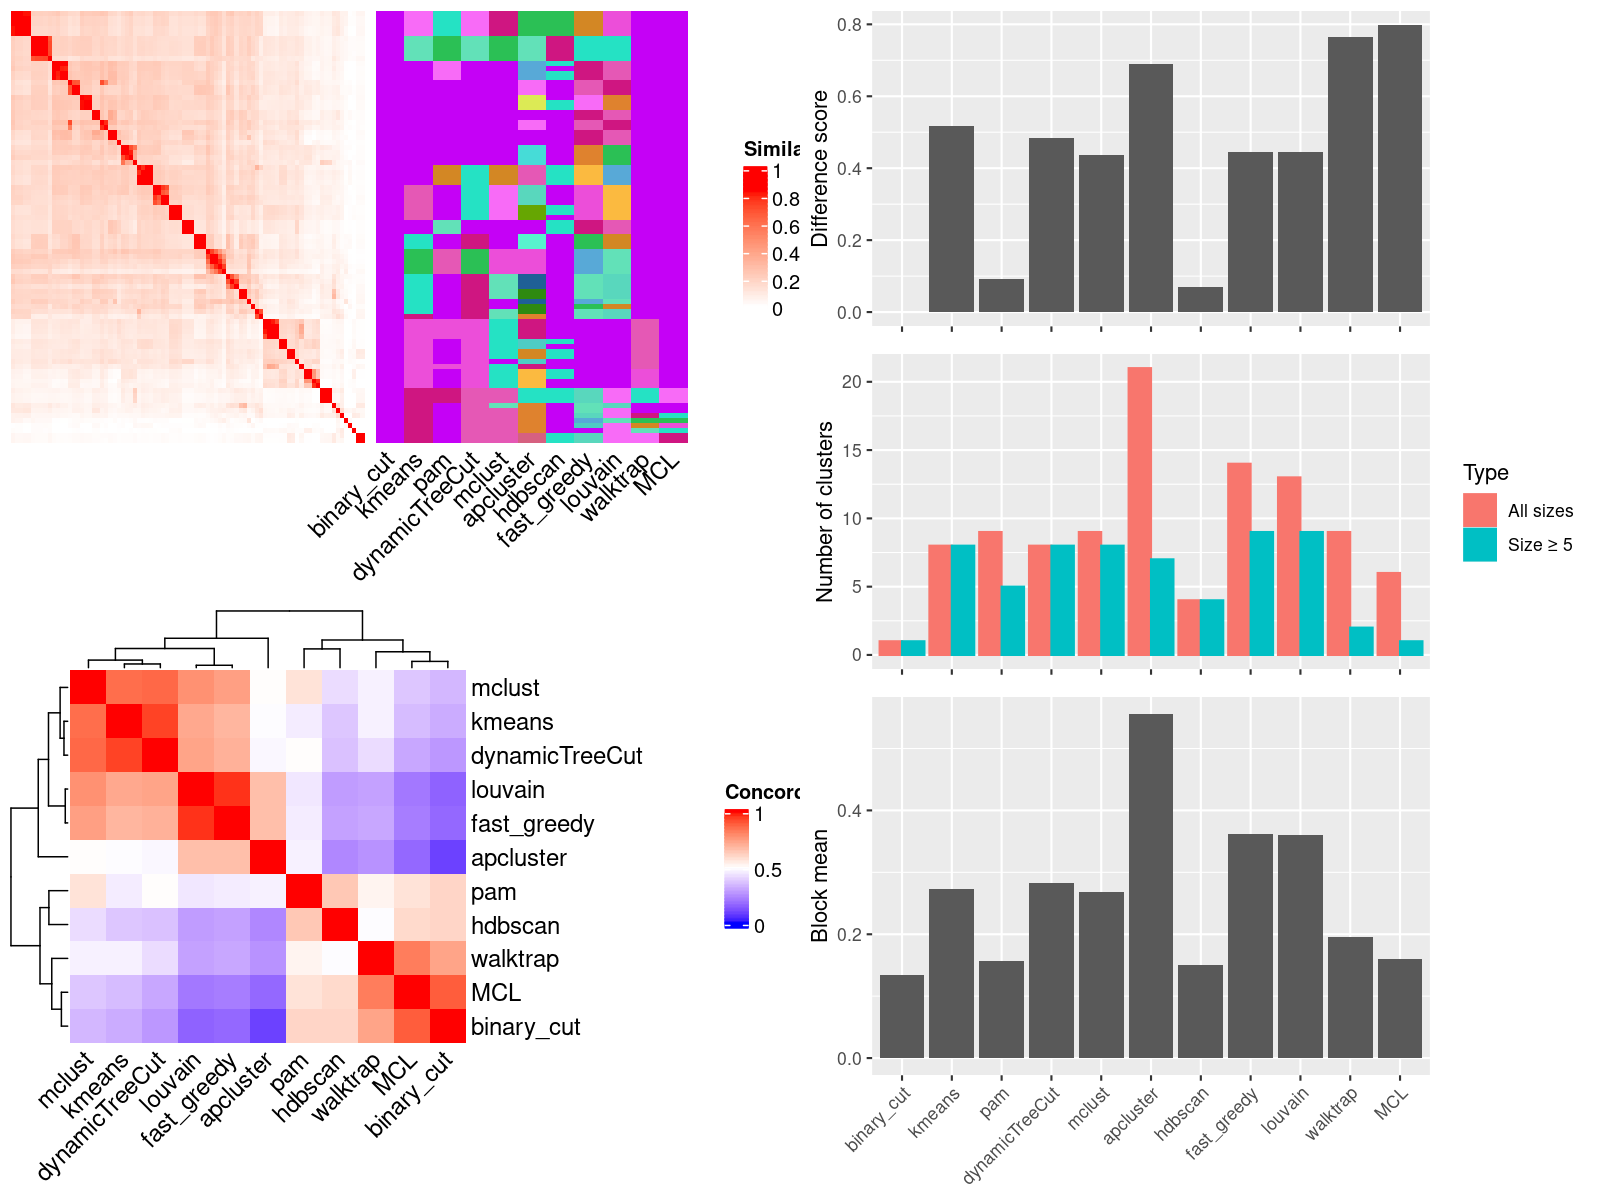 Simila
1
0.8
0.6
0.4
0.2
0
binary_cut
kmeans
pam
dynamicTreeCut
mclust
apcluster
hdbscan
fast_greedy
louvain
walktrap
MCL
Difference score
0.8
0.6
0.4
0.2
0.0
Number of clusters
20
15
10
5
0
Type
All sizes
Size ≥ 5
mclust
kmeans
dynamicTreeCut
louvain
fast_greedy
apcluster
pam
hdbscan
walktrap
MCL
binary_cut
mclust
kmeans
dynamicTreeCut
louvain
fast_greedy
apcluster
pam
hdbscan
walktrap
MCL
binary_cut
Concord
1
0.5
0
Block mean
0.4
0.2
0.0
binary_cut
kmeans
pam
dynamicTreeCut
mclust
apcluster
hdbscan
fast_greedy
louvain
walktrap
MCL